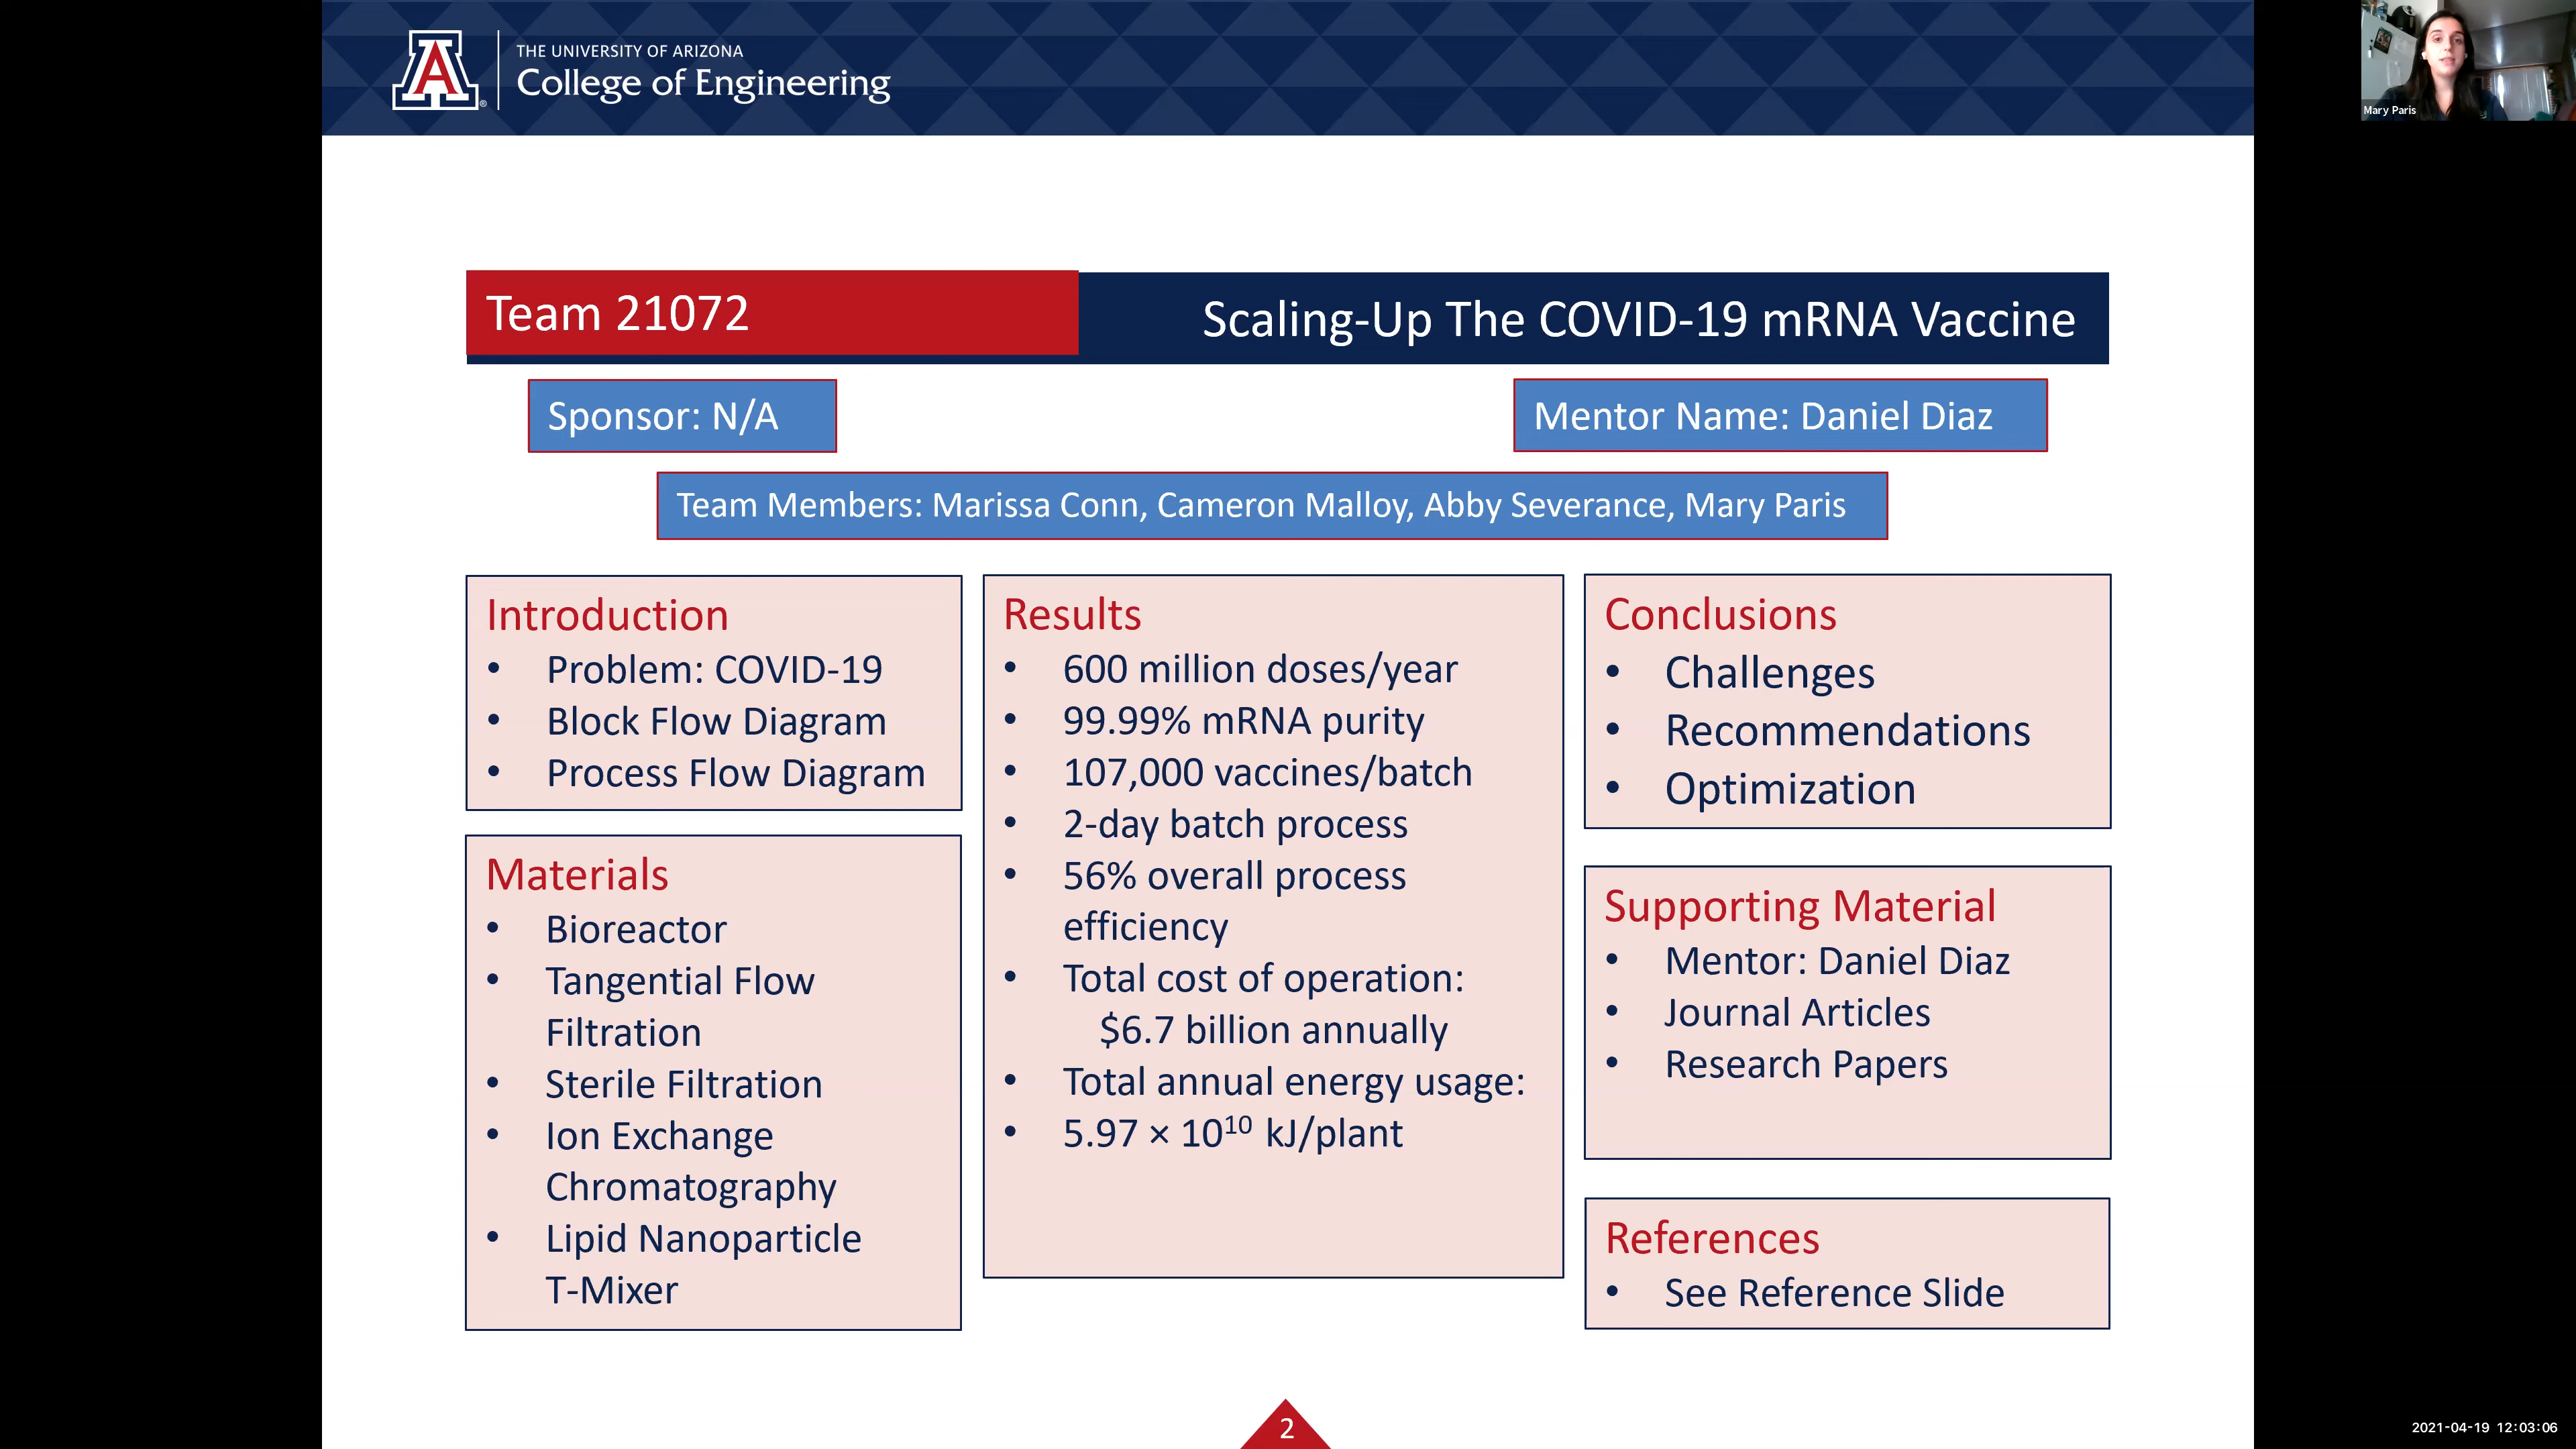 THE UNIVERSITY OF ARIZONA
College of Engineering
A
®
Mary Paris
Team 21072
Scaling-Up The COVID-19 mRNA Vaccine
Sponsor: N/A
Mentor Name: Daniel Diaz
Team Members: Marissa Conn, Cameron Malloy, Abby Severance, Mary Paris
Introduction
• Problem: COVID-19
• Block Flow Diagram
• Process Flow Diagram
Materials
• Bioreactor
• Tangential Flow
Filtration
• Sterile Filtration
• Ion Exchange
Chromatography
• Lipid Nanoparticle
T-Mixer
Results
• 600 million doses/year
• 99.99% mRNA purity
• 107,000 vaccines/batch
• 2-day batch process
• 56% overall process
efficiency
• Total cost of operation:
$6.7 billion annually
• Total annual energy usage:
• 5.97 × 10¹⁰ kJ/plant
Conclusions
• Challenges
• Recommendations
• Optimization
Supporting Material
• Mentor: Daniel Diaz
• Journal Articles
• Research Papers
References
• See Reference Slide
2
2021-04-19 12:03:06